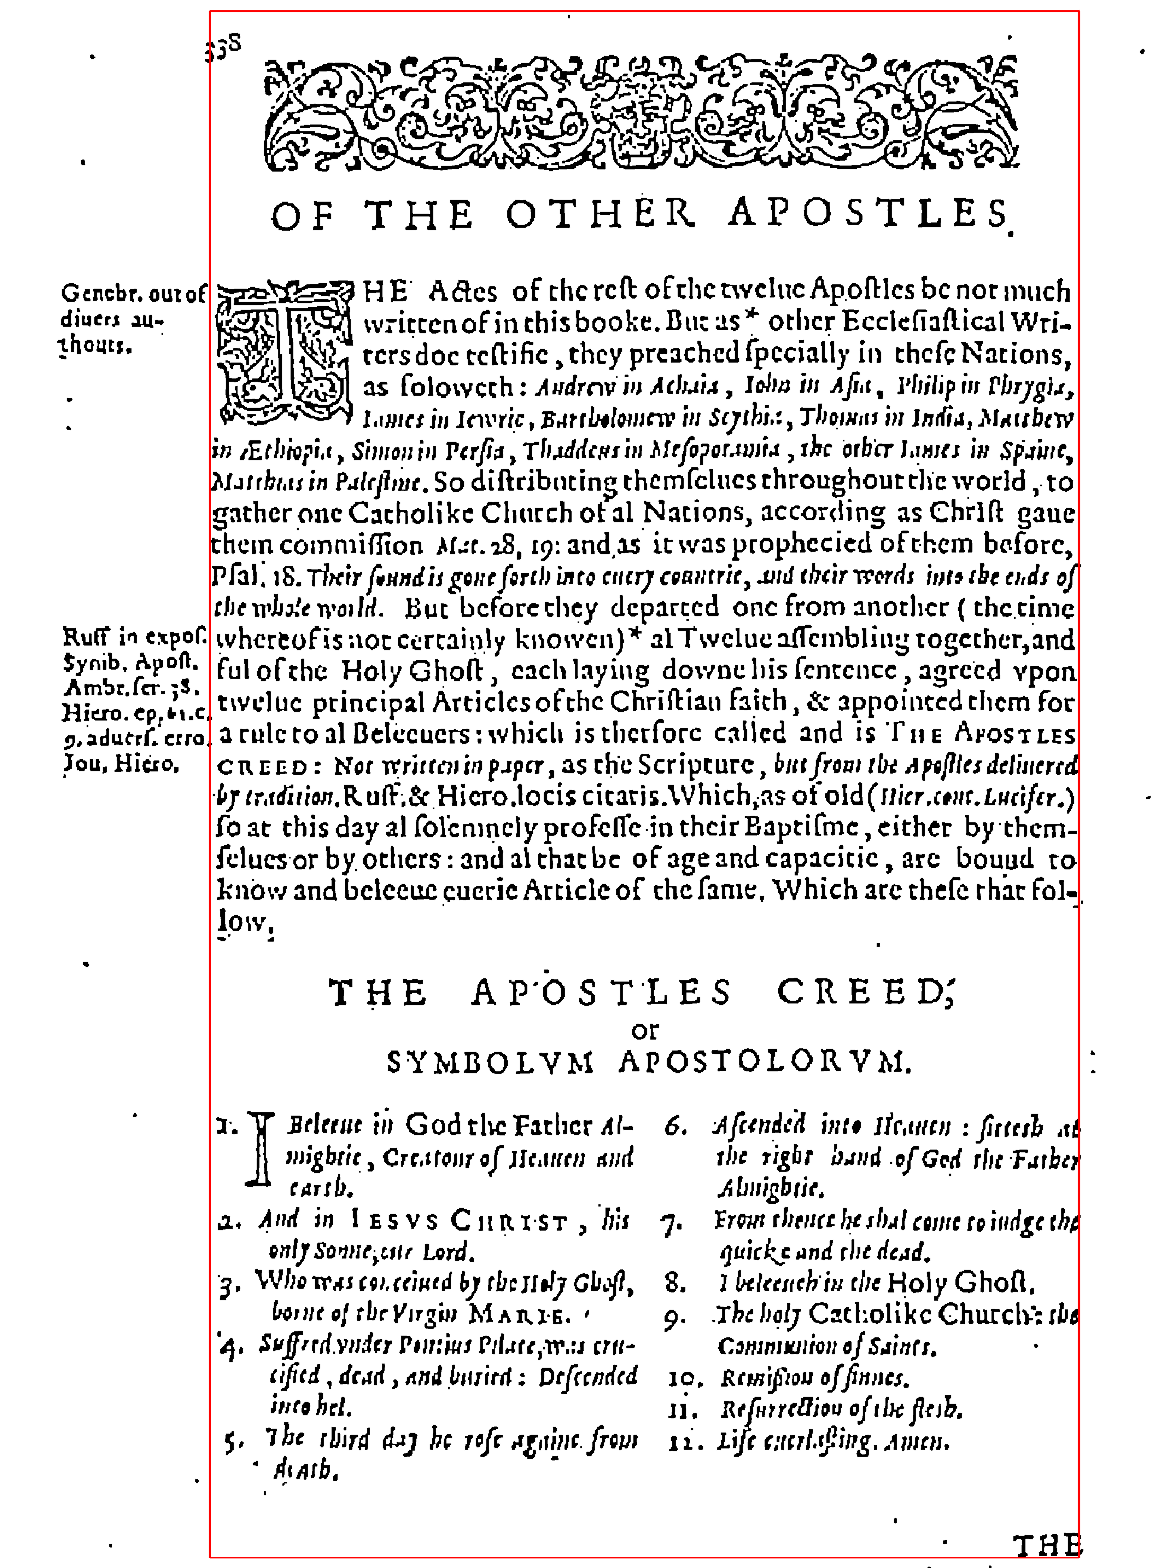 338
OF THE OTHER APOSTLES.
Genebr. out of
diuers au-
thours.
THE Actes of the rest of the twelue Apostles be not much
written of in this booke. But as * other Ecclesiastical Wri-
ters doe testifie, they preached specially in these Nations,
as foloweth: Andrew in Achaia, Iohn in Asia, Philip in Phrygia,
Iames in Iewrie, Bartholomew in Scythia, Thomas in India, Matthew
in Æthiopia, Simon in Persia, Thaddeus in Mesopotamia, the other Iames in Spaine,
Matthias in Palestine. So distributing themselues throughout the world, to
gather one Catholike Church of al Nations, according as Christ gaue
them commission Mat. 28, 19: and as it was prophecied of them before,
Psal. 18. Their sound is gone forth into euery countrie, and their words into the ends of
the whole world. But before they departed one from another (the time
whereof is not certainly knowen) * al Twelue assembling together, and
ful of the Holy Ghost, each laying downe his sentence, agreed vpon
twelue principal Articles of the Christian faith, & appointed them for
a rule to al Beleeuers: which is therfore called and is THE APOSTLES
CREED: Not written in paper, as the Scripture, but from the Apostles deliuered
by tradition. Ruff. & Hiero. locis citatis. Which, as of old (Hier. cont. Lucifer.)
so at this day al solemnely professe in their Baptisme, either by them-
selues or by others: and al that be of age and capacitie, are bound to
know and beleeue euerie Article of the same. Which are these that fol-
low.
Ruff in expos.
Symb. Apost.
Ambr. ser. 38.
Hiero. ep. 61. c.
9. aduers. erro.
Jou. Hiero.
THE APOSTLES CREED,
or
SYMBOLVM APOSTOLORVM.
1. I Beleeue in God the Father Al-
mightie, Creatour of Heauen and
earth.
2. And in IESVS CHRIST, his
only Sonne, our Lord.
3. Who was conceiued by the Holy Ghost,
borne of the Virgin MARIE.
4. Suffred vnder Pontius Pilate, was cru-
cified, dead, and buried: Descended
into hel.
5. The third day he rose againe from
death.
6. Ascended into Heauen: sitteth at
the right hand of God the Father
Almightie.
7. From thence he shal come to iudge the
quicke and the dead.
8. I beleeueh in the Holy Ghost.
9. The holy Catholike Church: the
Communion of Saints.
10. Remission of sinnes.
11. Resurrection of the flesh.
12. Life euerlasting. Amen.
THE